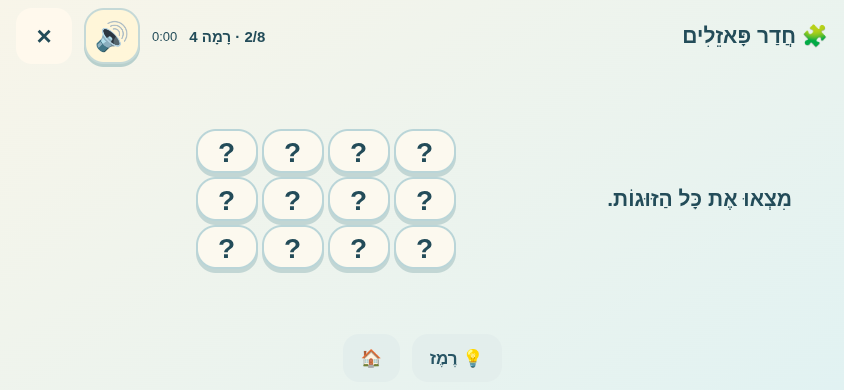 🧩 חֲדַר פָּאזֵלִים
2/8 · רָמָה 4
0:00
מִצְאוּ אֶת כָּל הַזּוּגוֹת.
? ? ? ?
? ? ? ?
? ? ? ?
💡 רֶמֶז